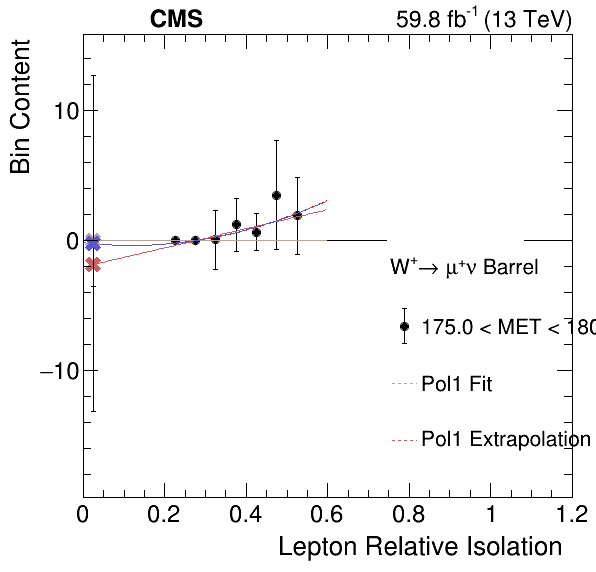 CMS
59.8 fb⁻¹ (13 TeV)
Bin Content
10
0
−10
W⁺→ μ⁺ν Barrel
175.0 < MET < 180
Pol1 Fit
Pol1 Extrapolation
0 0.2 0.4 0.6 0.8 1 1.2
Lepton Relative Isolation